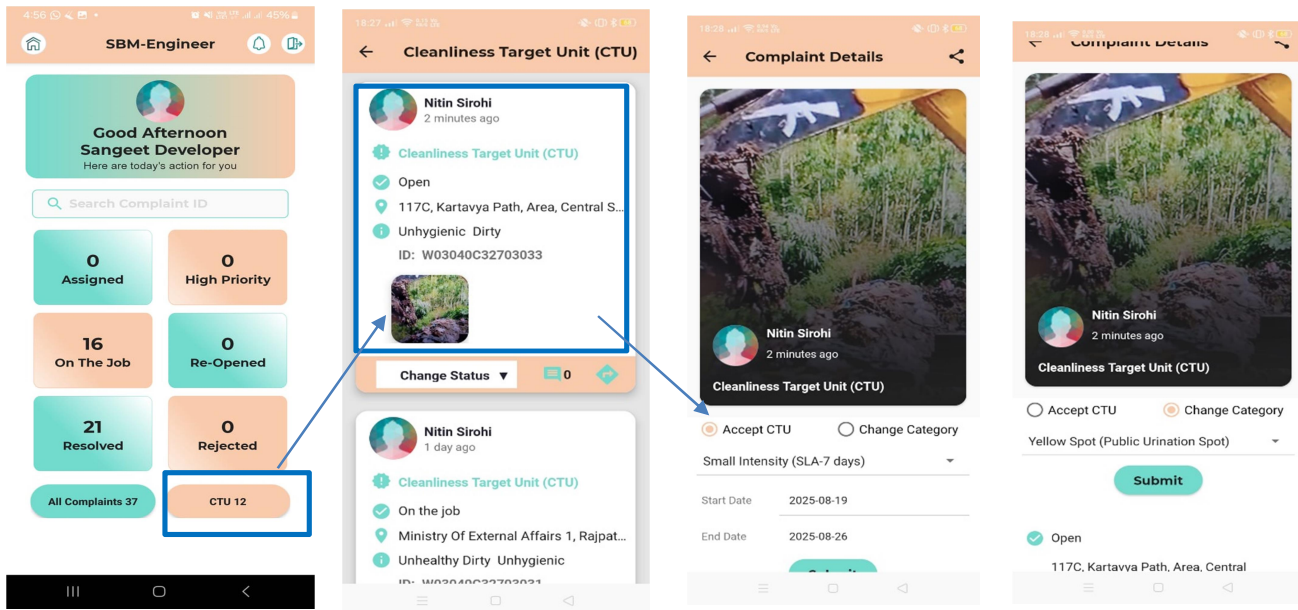 4:56
45%
SBM-Engineer
Good Afternoon
Sangeet Developer
Here are today's action for you
Search Complaint ID
0
Assigned
0
High Priority
16
On The Job
0
Re-Opened
21
Resolved
0
Rejected
All Complaints 37
CTU 12
18:27
Cleanliness Target Unit (CTU)
Nitin Sirohi
2 minutes ago
Cleanliness Target Unit (CTU)
Open
117C, Kartavya Path, Area, Central S...
Unhygienic Dirty
ID: W03040C32703033
Change Status
0
Nitin Sirohi
1 day ago
Cleanliness Target Unit (CTU)
On the job
Ministry Of External Affairs 1, Rajpat...
Unhealthy Dirty Unhygienic
ID: W03040C32703031
18:28
Complaint Details
Nitin Sirohi
2 minutes ago
Cleanliness Target Unit (CTU)
Accept CTU
Change Category
Small Intensity (SLA-7 days)
Start Date 2025-08-19
End Date 2025-08-26
Submit
18:28
Complaint Details
Nitin Sirohi
2 minutes ago
Cleanliness Target Unit (CTU)
Accept CTU
Change Category
Yellow Spot (Public Urination Spot)
Submit
Open
117C, Kartavya Path, Area, Central